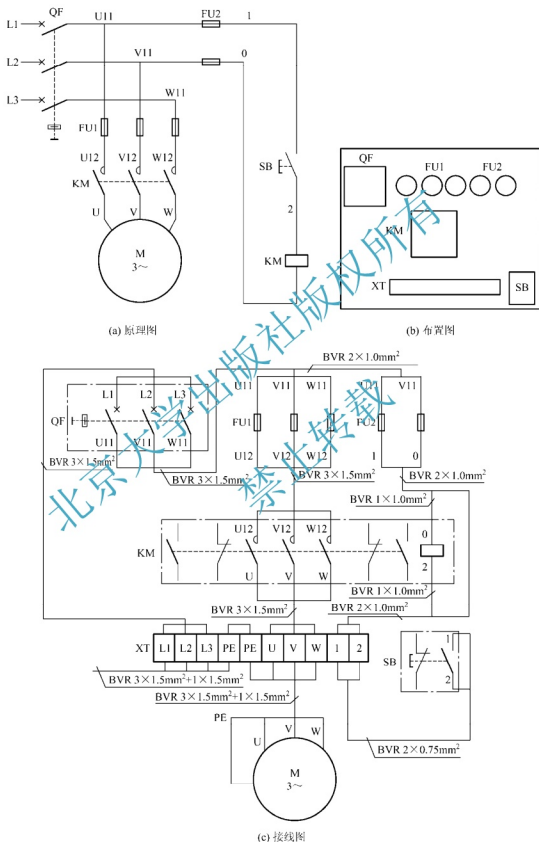 QF U11 FU2 1
L1
L2 V11 0
L3 W11
FU1
U12 V12 W12
KM
U V W
M
3～
SB
2
KM
(a) 原理图
QF FU1 FU2
KM
XT SB
(b) 布置图
BVR 2×1.0mm²
L1 L2 L3
QF
U11 V11 W11
BVR 3×1.5mm²
BVR 3×1.5mm²
U11 V11 W11 U11 V11
FU1 FU2
U12 V12 W12 1 0
BVR 3×1.5mm²
BVR 2×1.0mm²
BVR 1×1.0mm²
U12 V12 W12 0
KM
U V W 2
BVR 1×1.0mm²
BVR 3×1.5mm²
BVR 2×1.0mm²
XT L1 L2 L3 PE PE U V W 1 2
SB
2
BVR 3×1.5mm²+1×1.5mm²
BVR 3×1.5mm²+1×1.5mm²
PE
U V W
BVR 2×0.75mm²
M
3～
(c) 接线图
北京大学出版社版权所有
禁止转载